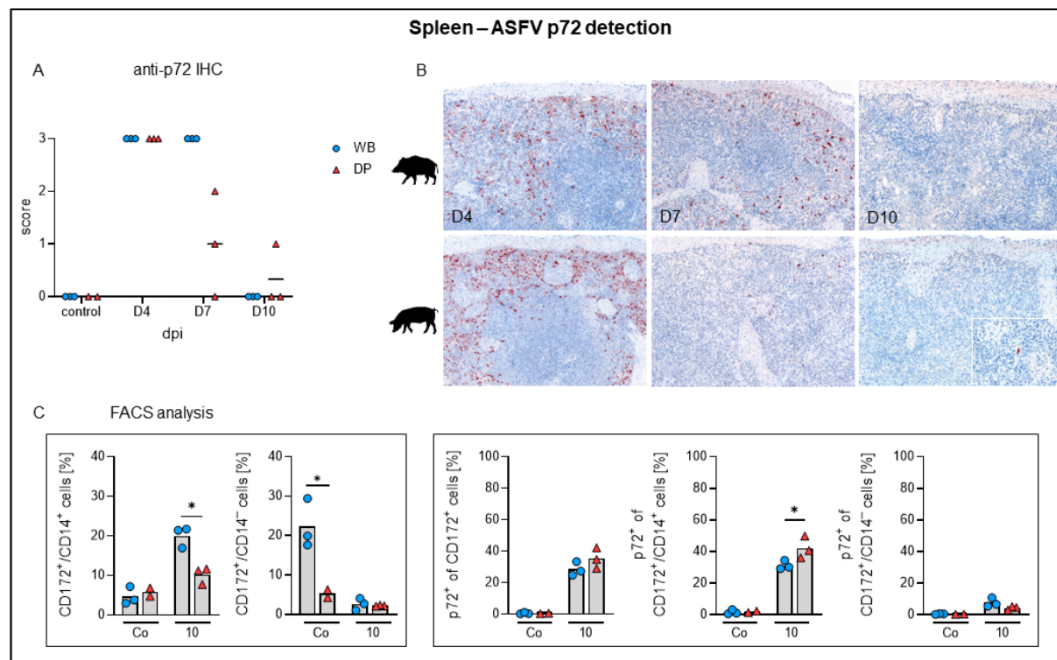 Spleen – ASFV p72 detection
A
anti-p72 IHC
score
3
2
1
0
control
D4
D7
D10
dpi
WB
DP
B
D4
D7
D10
C
FACS analysis
CD172⁺/CD14⁺ cells [%]
40
30
20
10
0
Co
10
*
CD172⁺/CD14⁻ cells [%]
40
30
20
10
0
Co
10
*
p72⁺ of CD172⁺ cells [%]
100
80
60
40
20
0
Co
10
p72⁺ of
CD172⁺/CD14⁺ cells [%]
100
80
60
40
20
0
Co
10
*
p72⁺ of
CD172⁺/CD14⁻ cells [%]
100
80
60
40
20
0
Co
10